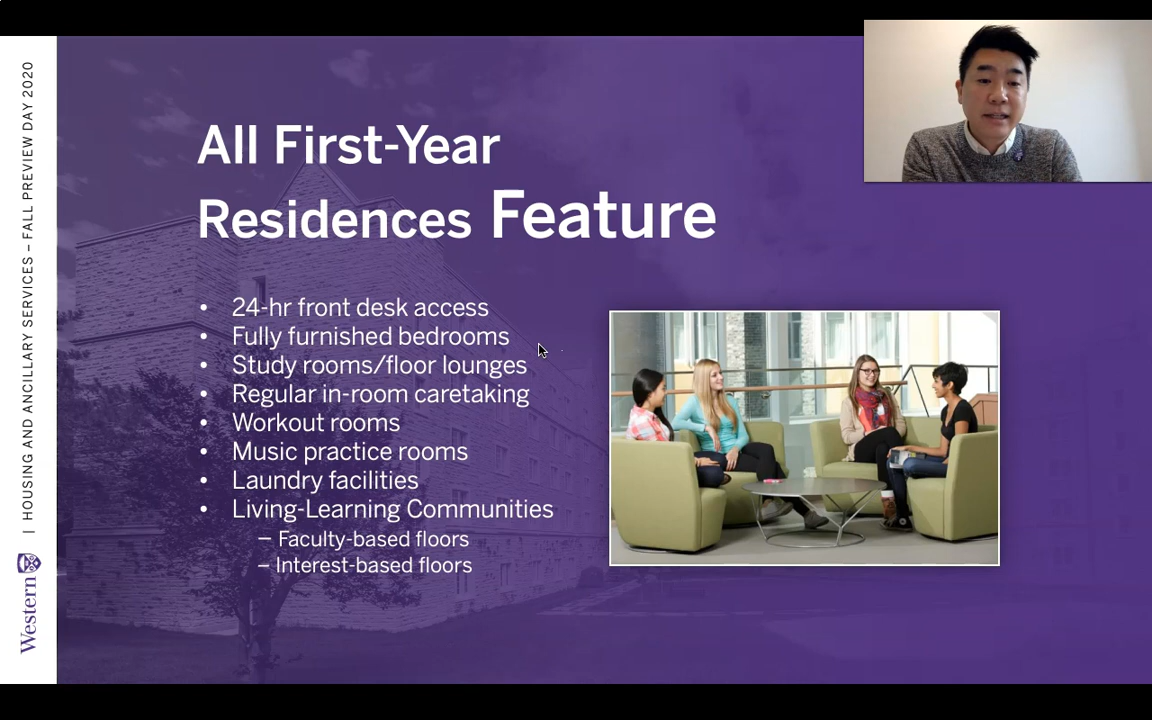 All First-Year
Residences Feature
• 24-hr front desk access
• Fully furnished bedrooms
• Study rooms/floor lounges
• Regular in-room caretaking
• Workout rooms
• Music practice rooms
• Laundry facilities
• Living-Learning Communities
– Faculty-based floors
– Interest-based floors
Western | HOUSING AND ANCILLARY SERVICES – FALL PREVIEW DAY 2020